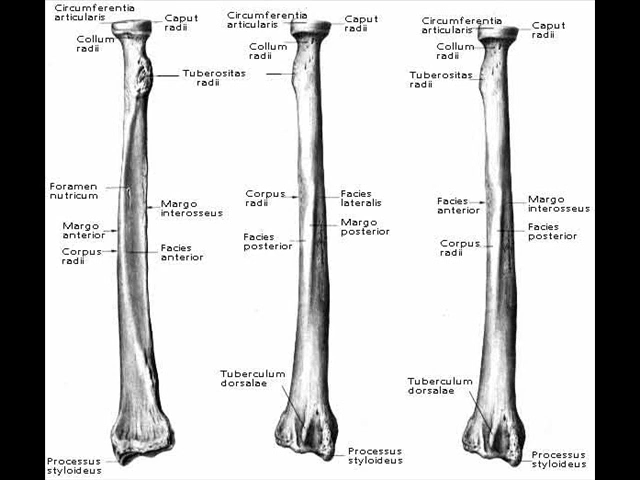 Circumferentia
articularis
Caput
radii
Collum
radii
Tuberositas
radii
Foramen
nutricum
Margo
interosseus
Margo
anterior
Corpus
radii
Facies
anterior
Processus
styloideus
Circumferentia
articularis
Caput
radii
Collum
radii
Corpus
radii
Facies
lateralis
Margo
posterior
Facies
posterior
Tuberculum
dorsalae
Processus
styloideus
Circumferentia
articularis
Caput
radii
Collum
radii
Tuberositas
radii
Facies
anterior
Margo
interosseus
Facies
posterior
Corpus
radii
Tuberculum
dorsalae
Processus
styloideus